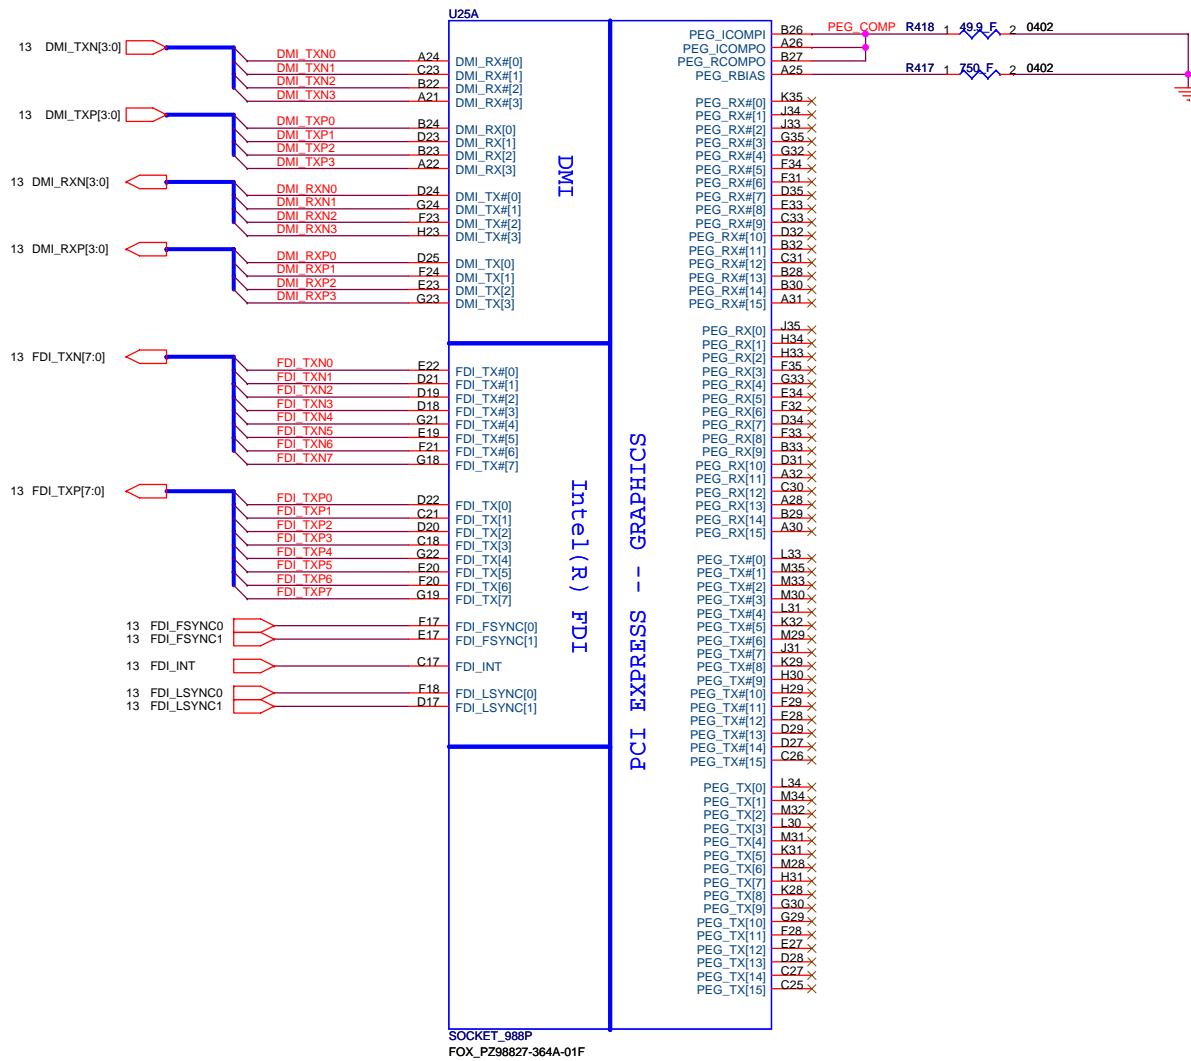 U25A
13 DMI_TXN[3:0]
DMI_TXN0 A24 DMI_RX#[0]
DMI_TXN1 C23 DMI_RX#[1]
DMI_TXN2 B22 DMI_RX#[2]
DMI_TXN3 A21 DMI_RX#[3]
13 DMI_TXP[3:0]
DMI_TXP0 B24 DMI_RX[0]
DMI_TXP1 D23 DMI_RX[1]
DMI_TXP2 B23 DMI_RX[2]
DMI_TXP3 A22 DMI_RX[3]
13 DMI_RXN[3:0]
DMI_RXN0 D24 DMI_TX#[0]
DMI_RXN1 G24 DMI_TX#[1]
DMI_RXN2 F23 DMI_TX#[2]
DMI_RXN3 H23 DMI_TX#[3]
13 DMI_RXP[3:0]
DMI_RXP0 D25 DMI_TX[0]
DMI_RXP1 F24 DMI_TX[1]
DMI_RXP2 E23 DMI_TX[2]
DMI_RXP3 G23 DMI_TX[3]
DMI
13 FDI_TXN[7:0]
FDI_TXN0 E22 FDI_TX#[0]
FDI_TXN1 D21 FDI_TX#[1]
FDI_TXN2 D19 FDI_TX#[2]
FDI_TXN3 D18 FDI_TX#[3]
FDI_TXN4 G21 FDI_TX#[4]
FDI_TXN5 E19 FDI_TX#[5]
FDI_TXN6 F21 FDI_TX#[6]
FDI_TXN7 G18 FDI_TX#[7]
13 FDI_TXP[7:0]
FDI_TXP0 D22 FDI_TX[0]
FDI_TXP1 C21 FDI_TX[1]
FDI_TXP2 D20 FDI_TX[2]
FDI_TXP3 C18 FDI_TX[3]
FDI_TXP4 G22 FDI_TX[4]
FDI_TXP5 E20 FDI_TX[5]
FDI_TXP6 F20 FDI_TX[6]
FDI_TXP7 G19 FDI_TX[7]
13 FDI_FSYNC0 F17 FDI_FSYNC[0]
13 FDI_FSYNC1 E17 FDI_FSYNC[1]
13 FDI_INT C17 FDI_INT
13 FDI_LSYNC0 F18 FDI_LSYNC[0]
13 FDI_LSYNC1 D17 FDI_LSYNC[1]
Intel(R) FDI
PCI EXPRESS -- GRAPHICS
PEG_ICOMPI B26 PEG_COMP R418 1 49.9_F 2 0402
PEG_ICOMPO A26
PEG_RCOMPO B27
PEG_RBIAS A25 R417 1 750_F 2 0402
PEG_RX#[0] K35
PEG_RX#[1] J34
PEG_RX#[2] J33
PEG_RX#[3] G35
PEG_RX#[4] G32
PEG_RX#[5] F34
PEG_RX#[6] F31
PEG_RX#[7] D35
PEG_RX#[8] E33
PEG_RX#[9] C33
PEG_RX#[10] D32
PEG_RX#[11] B32
PEG_RX#[12] C31
PEG_RX#[13] B28
PEG_RX#[14] B30
PEG_RX#[15] A31
PEG_RX[0] J35
PEG_RX[1] H34
PEG_RX[2] H33
PEG_RX[3] F35
PEG_RX[4] G33
PEG_RX[5] E34
PEG_RX[6] F32
PEG_RX[7] D34
PEG_RX[8] F33
PEG_RX[9] B33
PEG_RX[10] D31
PEG_RX[11] A32
PEG_RX[12] C30
PEG_RX[13] A28
PEG_RX[14] B29
PEG_RX[15] A30
PEG_TX#[0] L33
PEG_TX#[1] M35
PEG_TX#[2] M33
PEG_TX#[3] M30
PEG_TX#[4] L31
PEG_TX#[5] K32
PEG_TX#[6] M29
PEG_TX#[7] J31
PEG_TX#[8] K29
PEG_TX#[9] H30
PEG_TX#[10] H29
PEG_TX#[11] F29
PEG_TX#[12] E28
PEG_TX#[13] D29
PEG_TX#[14] D27
PEG_TX#[15] C26
PEG_TX[0] L34
PEG_TX[1] M34
PEG_TX[2] M32
PEG_TX[3] L30
PEG_TX[4] M31
PEG_TX[5] K31
PEG_TX[6] M28
PEG_TX[7] H31
PEG_TX[8] K28
PEG_TX[9] G30
PEG_TX[10] G29
PEG_TX[11] F28
PEG_TX[12] E27
PEG_TX[13] D28
PEG_TX[14] C27
PEG_TX[15] C25
SOCKET_988P
FOX_PZ98827-364A-01F